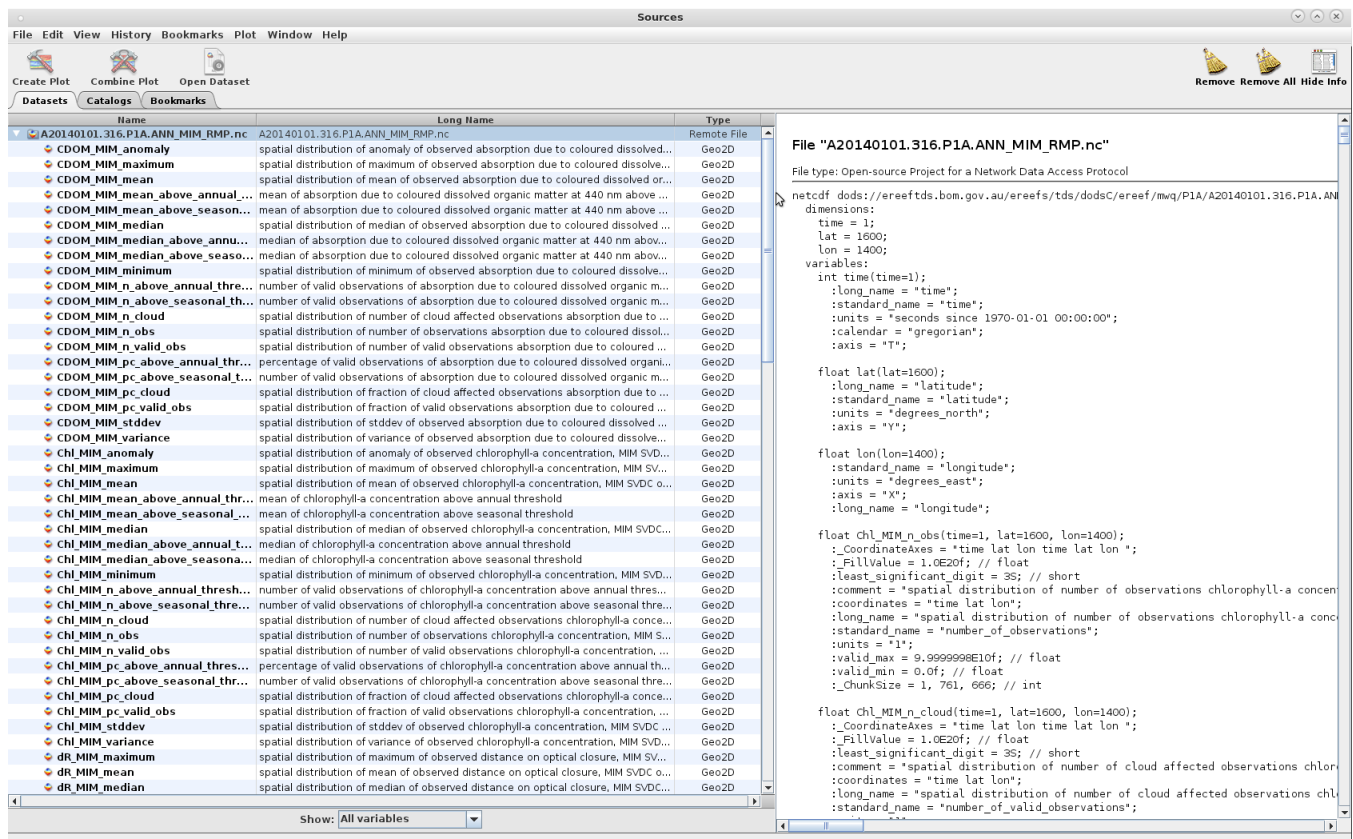 Sources
File Edit View History Bookmarks Plot Window Help
Create Plot Combine Plot Open Dataset Remove Remove All Hide Info
Datasets Catalogs Bookmarks
Name Long Name Type
A20140101.316.P1A.ANN_MIM_RMP.nc A20140101.316.P1A.ANN_MIM_RMP.nc Remote File
CDOM_MIM_anomaly spatial distribution of anomaly of observed absorption due to coloured dissolved... Geo2D
CDOM_MIM_maximum spatial distribution of maximum of observed absorption due to coloured dissolve... Geo2D
CDOM_MIM_mean spatial distribution of mean of observed absorption due to coloured dissolved or... Geo2D
CDOM_MIM_mean_above_annual_... mean of absorption due to coloured dissolved organic matter at 440 nm above ... Geo2D
CDOM_MIM_mean_above_season... mean of absorption due to coloured dissolved organic matter at 440 nm above ... Geo2D
CDOM_MIM_median spatial distribution of median of observed absorption due to coloured dissolved ... Geo2D
CDOM_MIM_median_above_annu... median of absorption due to coloured dissolved organic matter at 440 nm abov... Geo2D
CDOM_MIM_median_above_seaso... median of absorption due to coloured dissolved organic matter at 440 nm abov... Geo2D
CDOM_MIM_minimum spatial distribution of minimum of observed absorption due to coloured dissolve... Geo2D
CDOM_MIM_n_above_annual_thre... number of valid observations of absorption due to coloured dissolved organic m... Geo2D
CDOM_MIM_n_above_seasonal_th... number of valid observations of absorption due to coloured dissolved organic m... Geo2D
CDOM_MIM_n_cloud spatial distribution of number of cloud affected observations absorption due to ... Geo2D
CDOM_MIM_n_obs spatial distribution of number of observations absorption due to coloured dissol... Geo2D
CDOM_MIM_n_valid_obs spatial distribution of number of valid observations absorption due to coloured ... Geo2D
CDOM_MIM_pc_above_annual_thr... percentage of valid observations of absorption due to coloured dissolved organi... Geo2D
CDOM_MIM_pc_above_seasonal_t... number of valid observations of absorption due to coloured dissolved organic m... Geo2D
CDOM_MIM_pc_cloud spatial distribution of fraction of cloud affected observations absorption due to ... Geo2D
CDOM_MIM_pc_valid_obs spatial distribution of fraction of valid observations absorption due to coloured ... Geo2D
CDOM_MIM_stddev spatial distribution of stddev of observed absorption due to coloured dissolved ... Geo2D
CDOM_MIM_variance spatial distribution of variance of observed absorption due to coloured dissolve... Geo2D
Chl_MIM_anomaly spatial distribution of anomaly of observed chlorophyll-a concentration, MIM SV... Geo2D
Chl_MIM_maximum spatial distribution of maximum of observed chlorophyll-a concentration, MIM SV... Geo2D
Chl_MIM_mean spatial distribution of mean of observed chlorophyll-a concentration, MIM SVDC o... Geo2D
Chl_MIM_mean_above_annual_thr... mean of chlorophyll-a concentration above annual threshold Geo2D
Chl_MIM_mean_above_seasonal_... mean of chlorophyll-a concentration above seasonal threshold Geo2D
Chl_MIM_median spatial distribution of median of observed chlorophyll-a concentration, MIM SVDC... Geo2D
Chl_MIM_median_above_annual_t... median of chlorophyll-a concentration above annual threshold Geo2D
Chl_MIM_median_above_seasona... median of chlorophyll-a concentration above seasonal threshold Geo2D
Chl_MIM_minimum spatial distribution of minimum of observed chlorophyll-a concentration, MIM SVD... Geo2D
Chl_MIM_n_above_annual_thresh... number of valid observations of chlorophyll-a concentration above annual thres... Geo2D
Chl_MIM_n_above_seasonal_thre... number of valid observations of chlorophyll-a concentration above seasonal thre... Geo2D
Chl_MIM_n_cloud spatial distribution of number of cloud affected observations chlorophyll-a conce... Geo2D
Chl_MIM_n_obs spatial distribution of number of observations chlorophyll-a concentration, MIM S... Geo2D
Chl_MIM_n_valid_obs spatial distribution of number of valid observations chlorophyll-a concentration, ... Geo2D
Chl_MIM_pc_above_annual_thres... percentage of valid observations of chlorophyll-a concentration above annual th... Geo2D
Chl_MIM_pc_above_seasonal_thr... number of valid observations of chlorophyll-a concentration above seasonal thre... Geo2D
Chl_MIM_pc_cloud spatial distribution of fraction of cloud affected observations chlorophyll-a conce... Geo2D
Chl_MIM_pc_valid_obs spatial distribution of fraction of valid observations chlorophyll-a concentration, ... Geo2D
Chl_MIM_stddev spatial distribution of stddev of observed chlorophyll-a concentration, MIM SVDC ... Geo2D
Chl_MIM_variance spatial distribution of variance of observed chlorophyll-a concentration, MIM SV... Geo2D
dR_MIM_maximum spatial distribution of maximum of observed distance on optical closure, MIM SV... Geo2D
dR_MIM_mean spatial distribution of mean of observed distance on optical closure, MIM SVDC o... Geo2D
dR_MIM_median spatial distribution of median of observed distance on optical closure, MIM SVDC... Geo2D
Show: All variables
File "A20140101.316.P1A.ANN_MIM_RMP.nc"
File type: Open-source Project for a Network Data Access Protocol
netcdf dods://ereeftds.bom.gov.au/ereefs/tds/dodsC/ereef/mwq/P1A/A20140101.316.P1A.AN
dimensions:
time = 1;
lat = 1600;
lon = 1400;
variables:
int time(time=1);
:long_name = "time";
:standard_name = "time";
:units = "seconds since 1970-01-01 00:00:00";
:calendar = "gregorian";
:axis = "T";
float lat(lat=1600);
:long_name = "latitude";
:standard_name = "latitude";
:units = "degrees_north";
:axis = "Y";
float lon(lon=1400);
:standard_name = "longitude";
:units = "degrees_east";
:axis = "X";
:long_name = "longitude";
float Chl_MIM_n_obs(time=1, lat=1600, lon=1400);
:_CoordinateAxes = "time lat lon time lat lon ";
:_FillValue = 1.0E20f; // float
:least_significant_digit = 3S; // short
:comment = "spatial distribution of number of observations chlorophyll-a concen
:coordinates = "time lat lon";
:long_name = "spatial distribution of number of observations chlorophyll-a conc
:standard_name = "number_of_observations";
:units = "1";
:valid_max = 9.9999998E10f; // float
:valid_min = 0.0f; // float
:_ChunkSize = 1, 761, 666; // int
float Chl_MIM_n_cloud(time=1, lat=1600, lon=1400);
:_CoordinateAxes = "time lat lon time lat lon ";
:_FillValue = 1.0E20f; // float
:least_significant_digit = 3S; // short
:comment = "spatial distribution of number of cloud affected observations chlor
:coordinates = "time lat lon";
:long_name = "spatial distribution of number of cloud affected observations chl
:standard_name = "number_of_valid_observations";